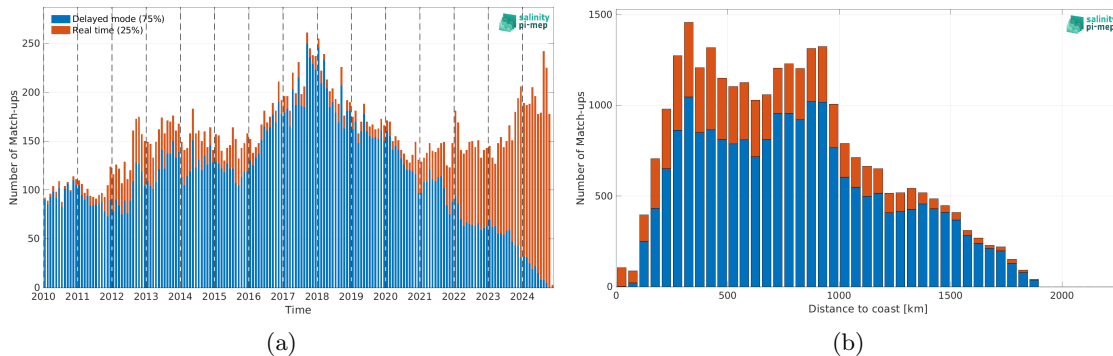 Delayed mode (75%)
Real time (25%)
salinity
pi-mep
Number of Match-ups
250
200
150
100
50
0
2010 2011 2012 2013 2014 2015 2016 2017 2018 2019 2020 2021 2022 2023 2024
Time
(a)
salinity
pi-mep
Number of Match-ups
1500
1000
500
0
0 500 1000 1500 2000
Distance to coast [km]
(b)